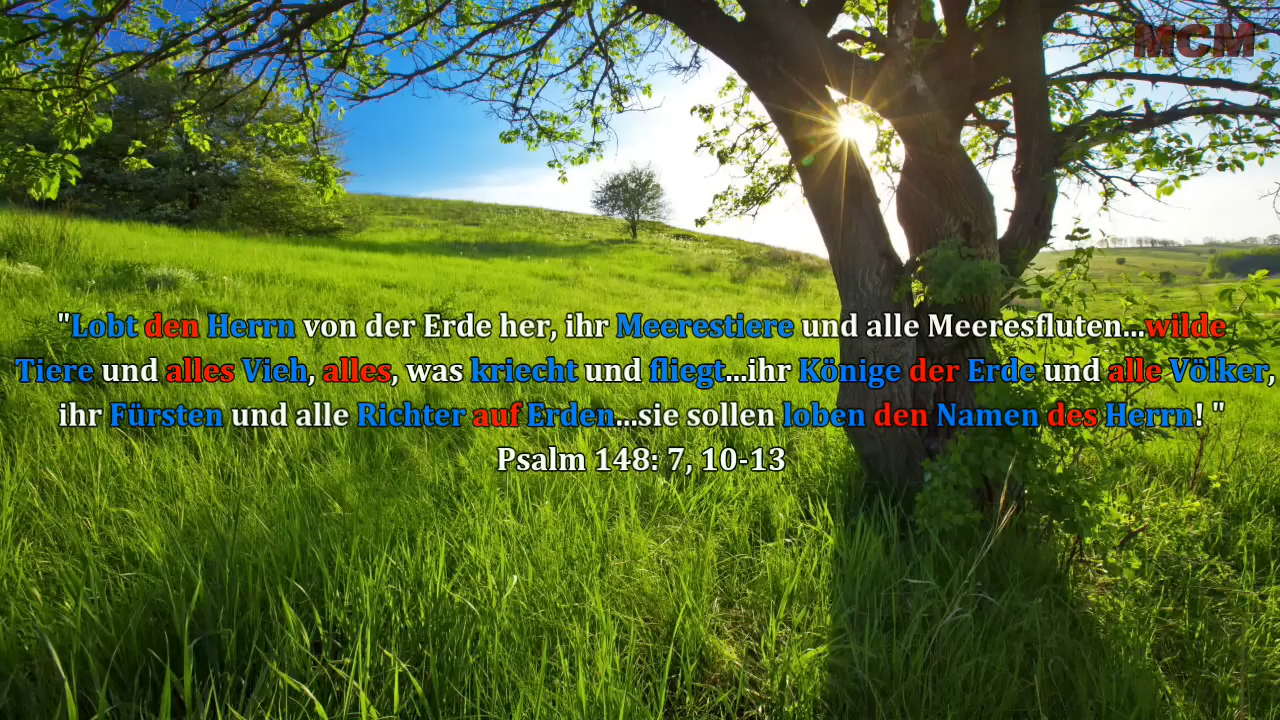 MCM
"Lobt den Herrn von der Erde her, ihr Meerestiere und alle Meeresfluten...wilde
Tiere und alles Vieh, alles, was kriecht und fliegt...ihr Könige der Erde und alle Völker,
ihr Fürsten und alle Richter auf Erden...sie sollen loben den Namen des Herrn! "
Psalm 148: 7, 10-13